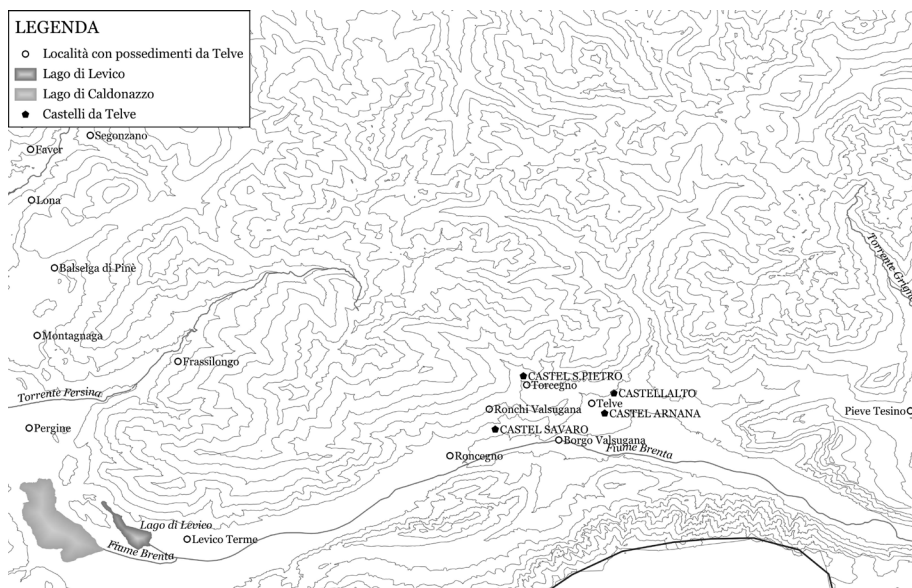 LEGENDA
Località con possedimenti da Telve
Lago di Levico
Lago di Caldonazzo
Castelli da Telve
Segonzano
Faver
Lona
Balselga di Pinè
Torrente Grigno
Montagnaga
Frassilongo
Torrente Fersina
CASTEL S.PIETRO
Torcegno
CASTELLALTO
Telve
Ronchi Valsugana
CASTEL ARNANA
Pieve Tesino
Pergine
CASTEL SAVARO
Borgo Valsugana
Fiume Brenta
Roncegno
Lago di Levico
Levico Terme
Fiume Brenta